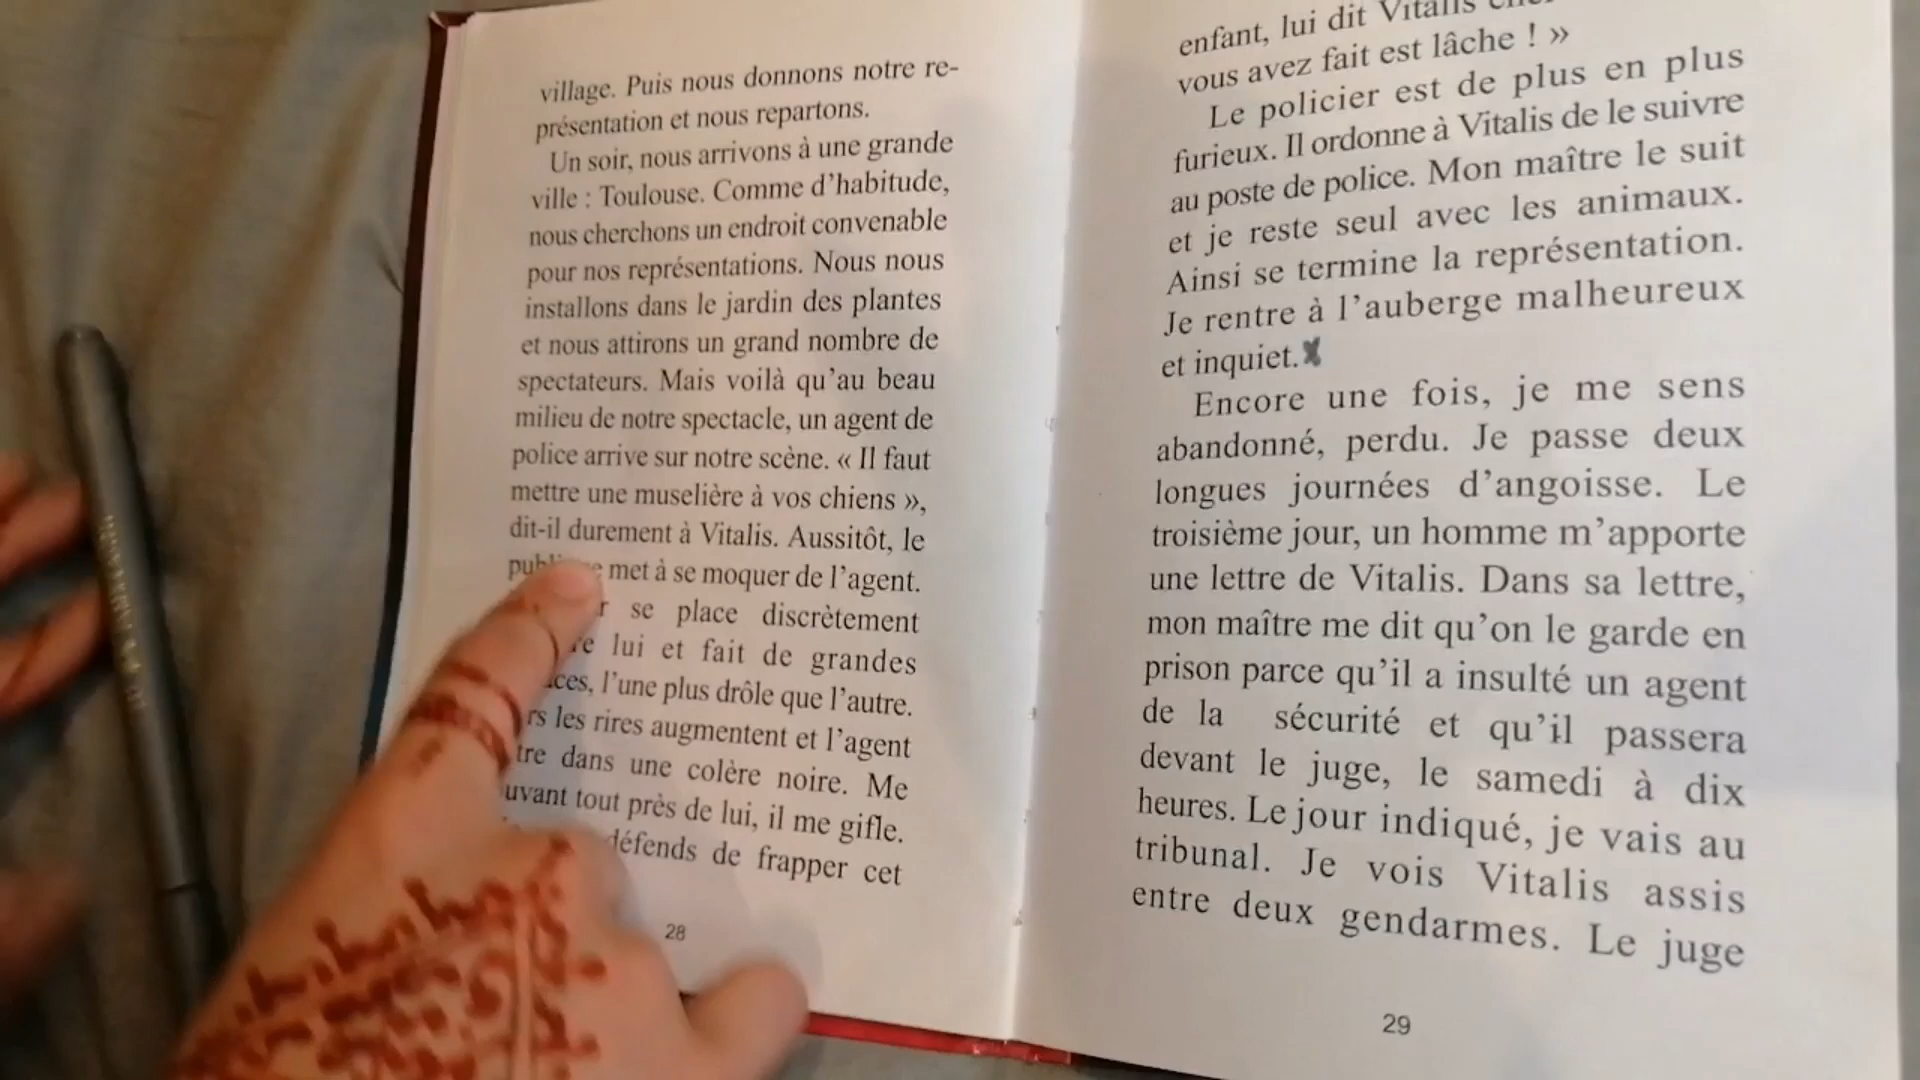 village. Puis nous donnons notre re-
présentation et nous repartons.
Un soir, nous arrivons à une grande
ville : Toulouse. Comme d’habitude,
nous cherchons un endroit convenable
pour nos représentations. Nous nous
installons dans le jardin des plantes
et nous attirons un grand nombre de
spectateurs. Mais voilà qu’au beau
milieu de notre spectacle, un agent de
police arrive sur notre scène. « Il faut
mettre une muselière à vos chiens »,
dit-il durement à Vitalis. Aussitôt, le
met à se moquer de l’agent.
se place discrètement
lui et fait de grandes
l’une plus drôle que l’autre.
les rires augmentent et l’agent
dans une colère noire. Me
tout près de lui, il me gifle.
défends de frapper cet
28
enfant, lui dit Vitalis
vous avez fait est lâche ! »
Le policier est de plus en plus
furieux. Il ordonne à Vitalis de le suivre
au poste de police. Mon maître le suit
et je reste seul avec les animaux.
Ainsi se termine la représentation.
Je rentre à l’auberge malheureux
et inquiet.
Encore une fois, je me sens
abandonné, perdu. Je passe deux
longues journées d’angoisse. Le
troisième jour, un homme m’apporte
une lettre de Vitalis. Dans sa lettre,
mon maître me dit qu’on le garde en
prison parce qu’il a insulté un agent
de la sécurité et qu’il passera
devant le juge, le samedi à dix
heures. Le jour indiqué, je vais au
tribunal. Je vois Vitalis assis
entre deux gendarmes. Le juge
29